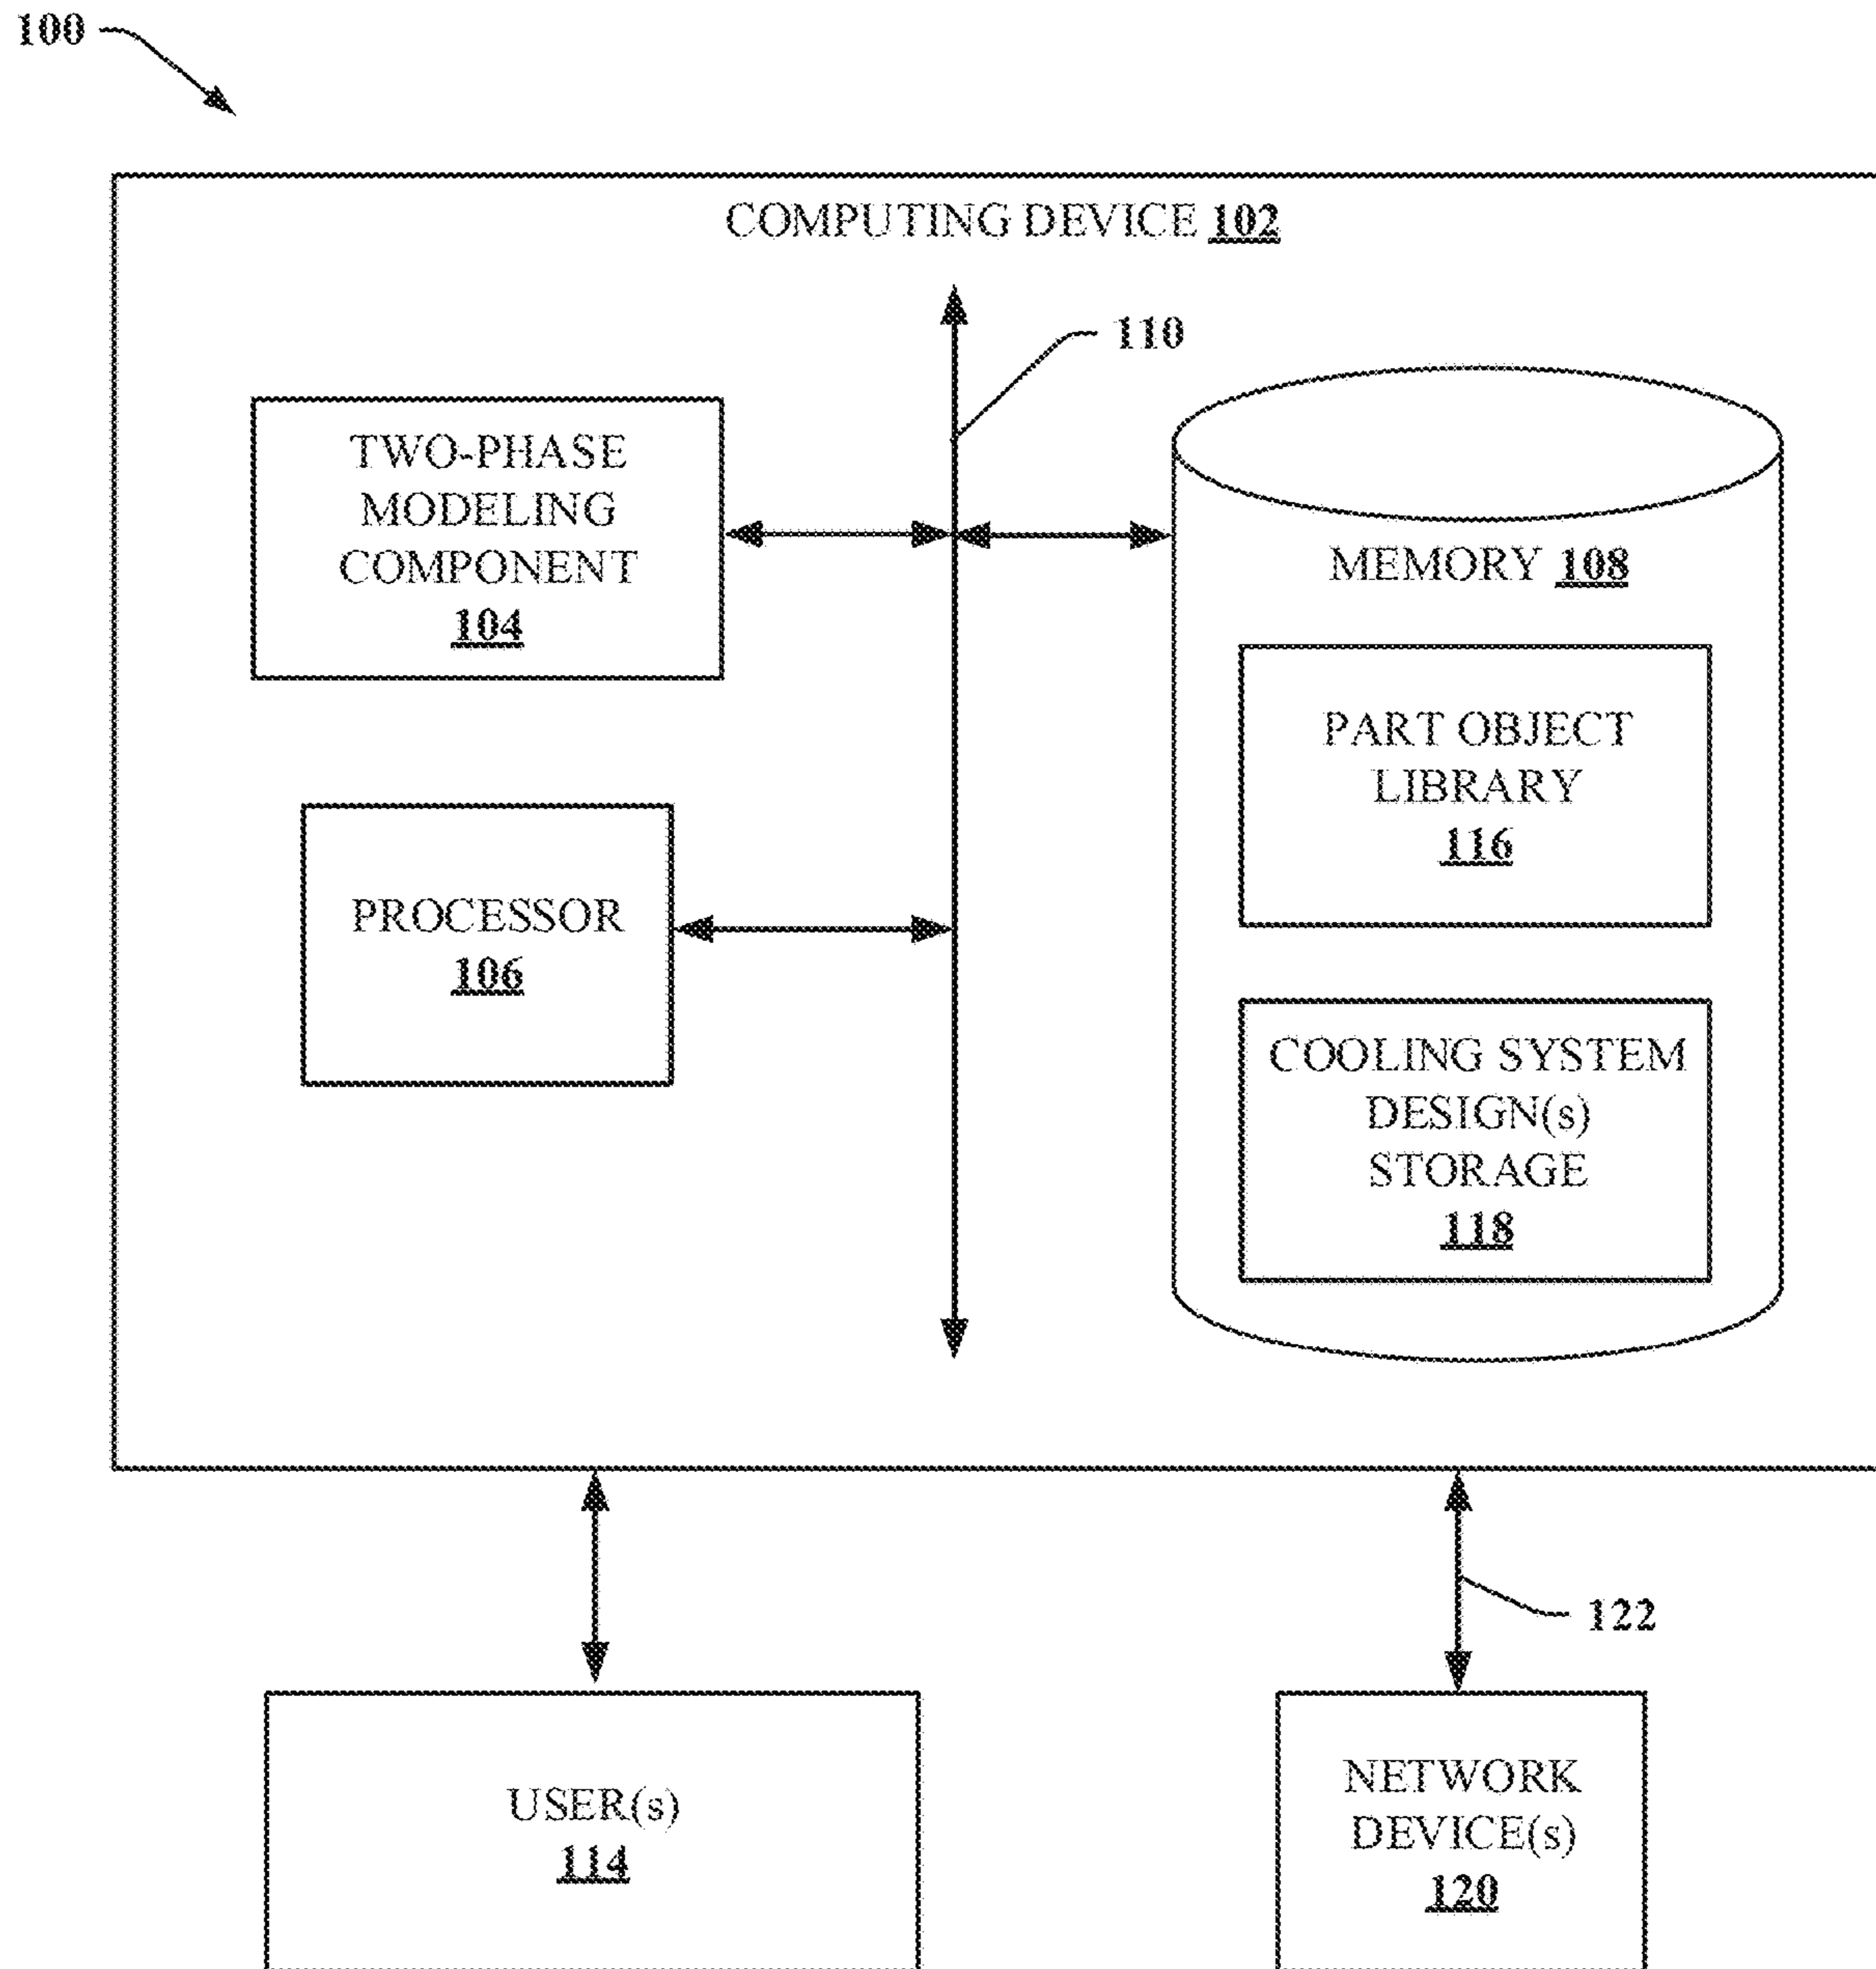 100
COMPUTING DEVICE 102
110
TWO-PHASE
MODELING
COMPONENT
104
PROCESSOR
106
MEMORY 108
PART OBJECT
LIBRARY
116
COOLING SYSTEM
DESIGN(s)
STORAGE
118
122
USER(s)
114
NETWORK
DEVICE(s)
120